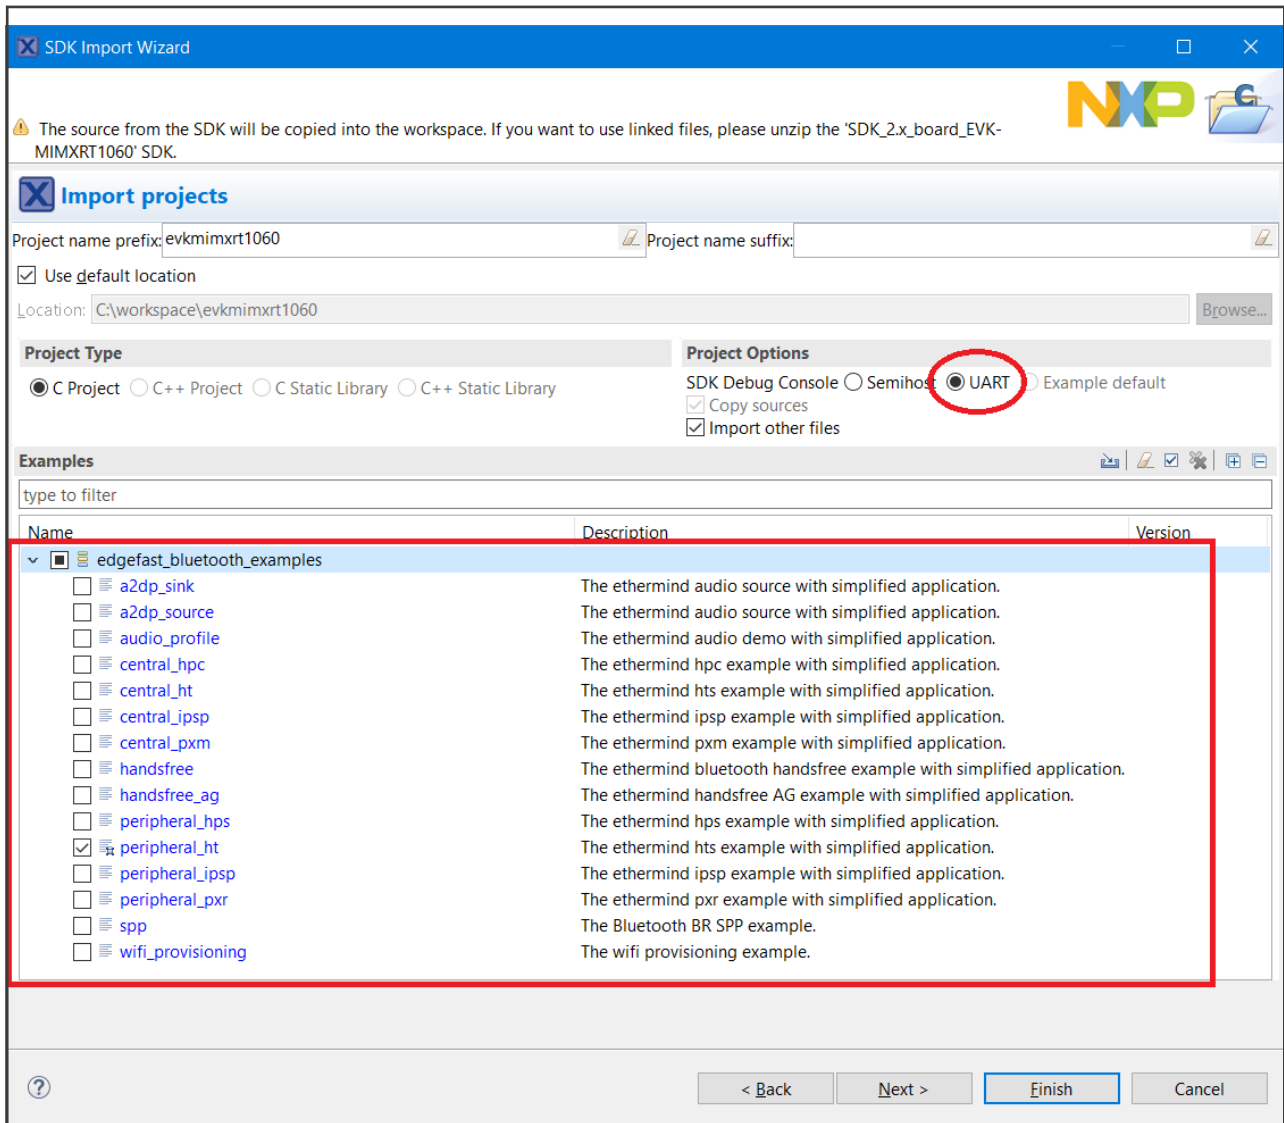 SDK Import Wizard
NXP
C
The source from the SDK will be copied into the workspace. If you want to use linked files, please unzip the 'SDK_2.x_board_EVK-
MIMXRT1060' SDK.
X Import projects
Project name prefix: evkmimxrt1060 Project name suffix:
Use default location
Location: C:\workspace\evkmimxrt1060 Browse...
Project Type Project Options
C Project C++ Project C Static Library C++ Static Library SDK Debug Console Semihost UART Example default
Copy sources
Import other files
Examples
type to filter
Name Description Version
edgefast_bluetooth_examples
a2dp_sink The ethermind audio source with simplified application.
a2dp_source The ethermind audio source with simplified application.
audio_profile The ethermind audio demo with simplified application.
central_hpc The ethermind hpc example with simplified application.
central_ht The ethermind hts example with simplified application.
central_ipsp The ethermind ipsp example with simplified application.
central_pxm The ethermind pxm example with simplified application.
handsfree The ethermind bluetooth handsfree example with simplified application.
handsfree_ag The ethermind handsfree AG example with simplified application.
peripheral_hps The ethermind hps example with simplified application.
peripheral_ht The ethermind hts example with simplified application.
peripheral_ipsp The ethermind ipsp example with simplified application.
peripheral_pxr The ethermind pxr example with simplified application.
spp The Bluetooth BR SPP example.
wifi_provisioning The wifi provisioning example.
? < Back Next > Finish Cancel